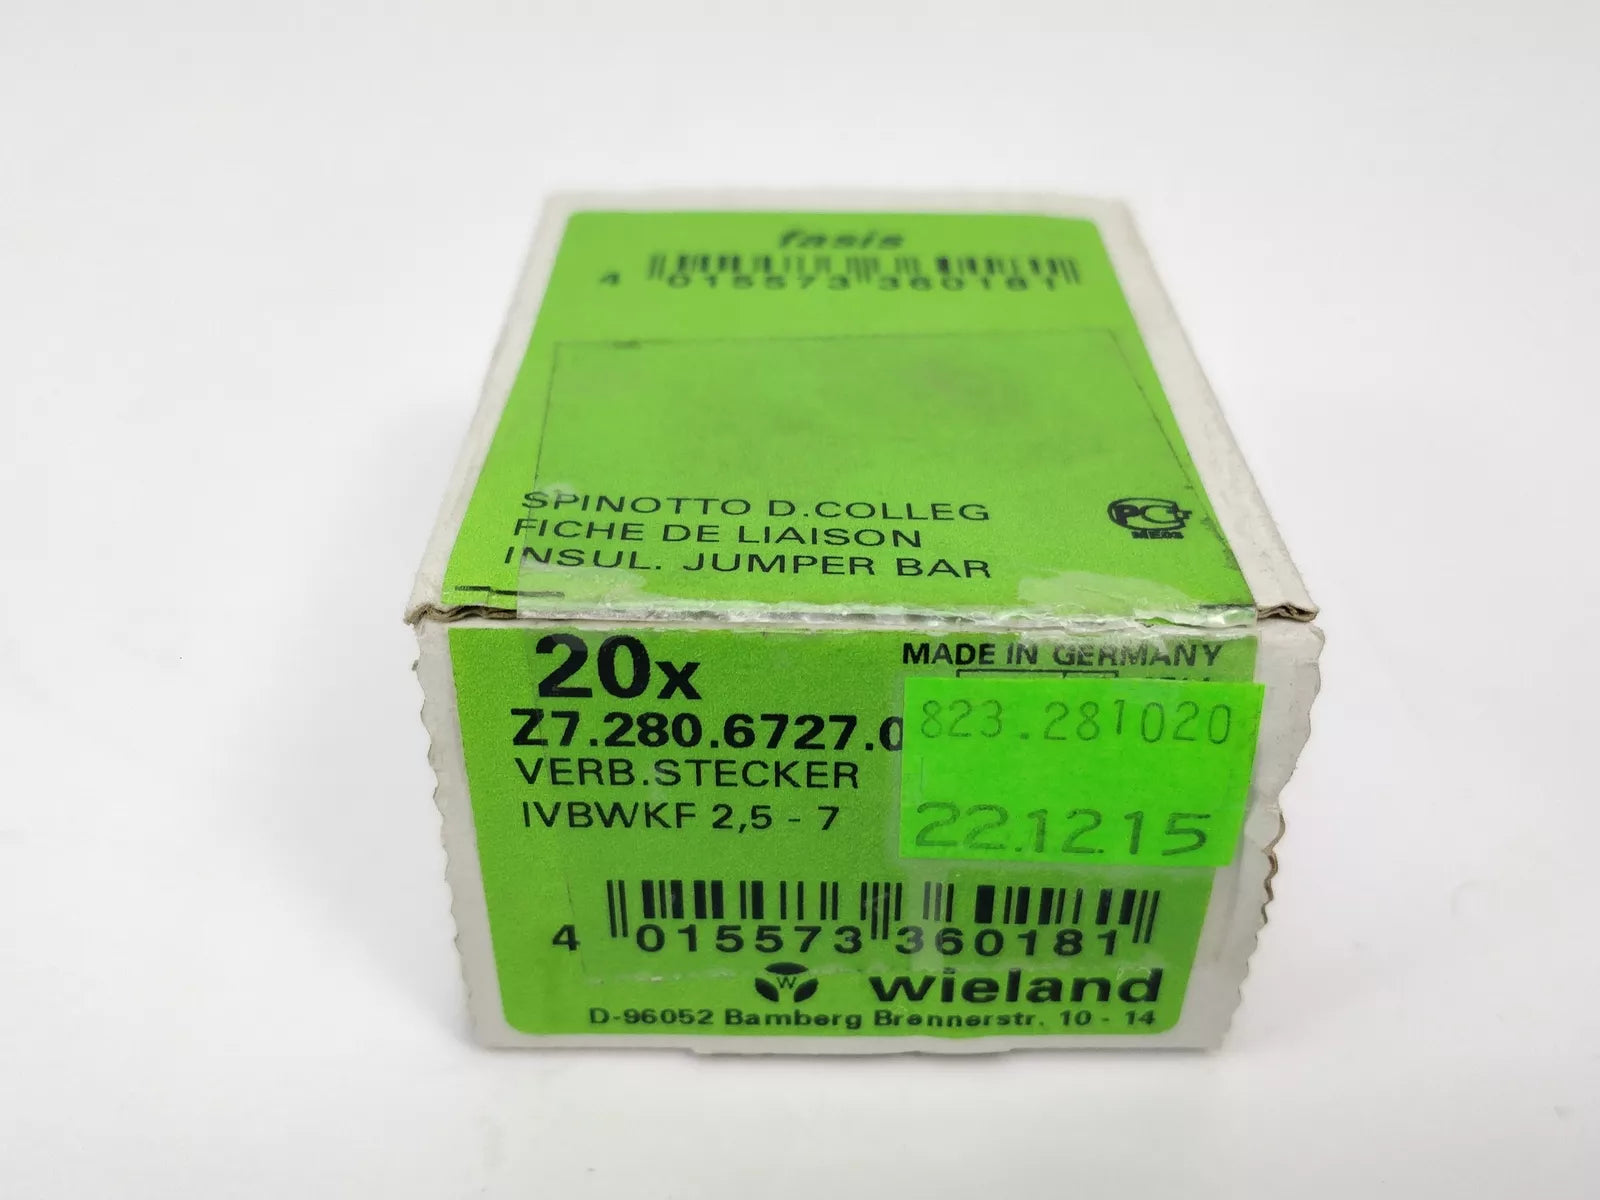 fasis
4 015573 360181
SPINOTTO D.COLLEG
FICHE DE LIAISON
INSUL. JUMPER BAR
20x
MADE IN GERMANY
Z7.280.6727.0
823.281020
VERB.STECKER
IVBWKF 2,5 - 7
22.12.15
4 015573 360181
W wieland
D-96052 Bamberg Brennerstr. 10 - 14